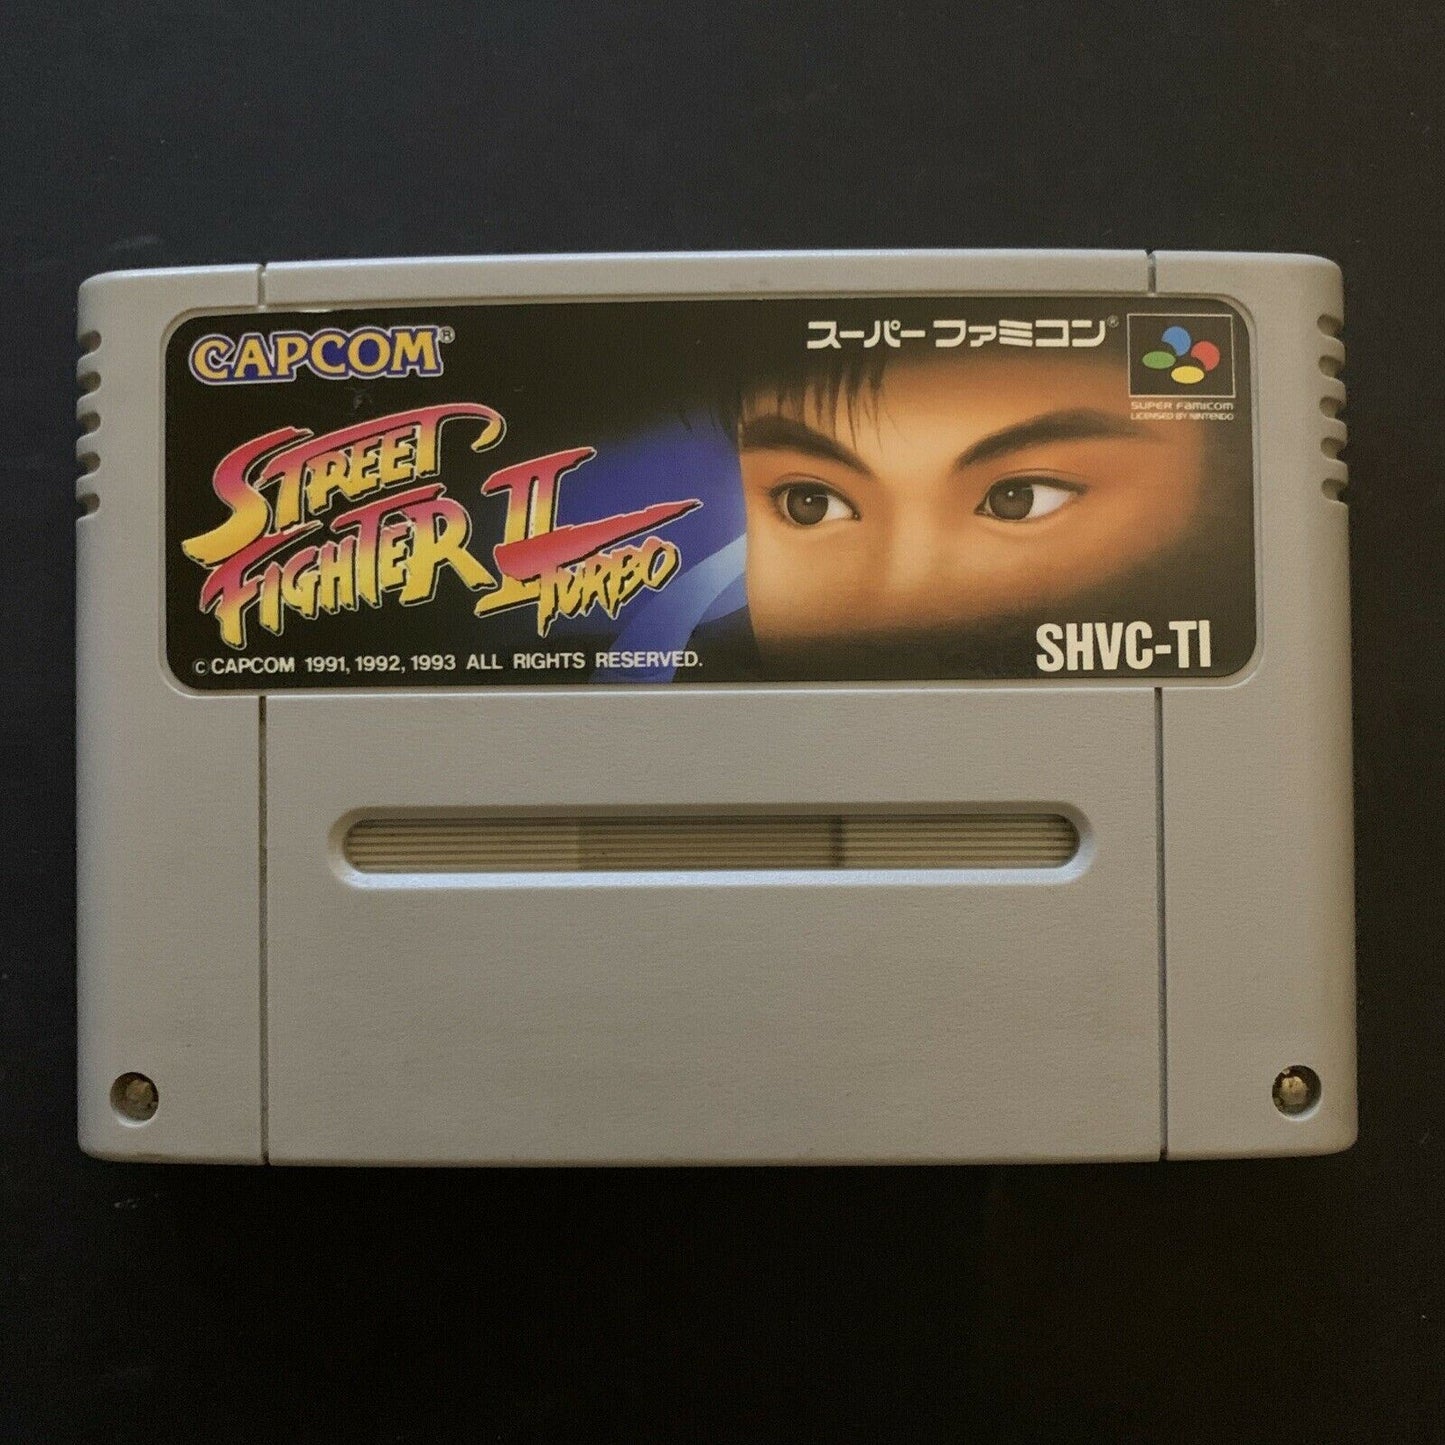 CAPCOM®
スーパーファミコン®
SUPER FAMICOM
LICENSED BY NINTENDO
STREET
FIGHTER II
TURBO
SHVC-TI
© CAPCOM 1991, 1992, 1993 ALL RIGHTS RESERVED.